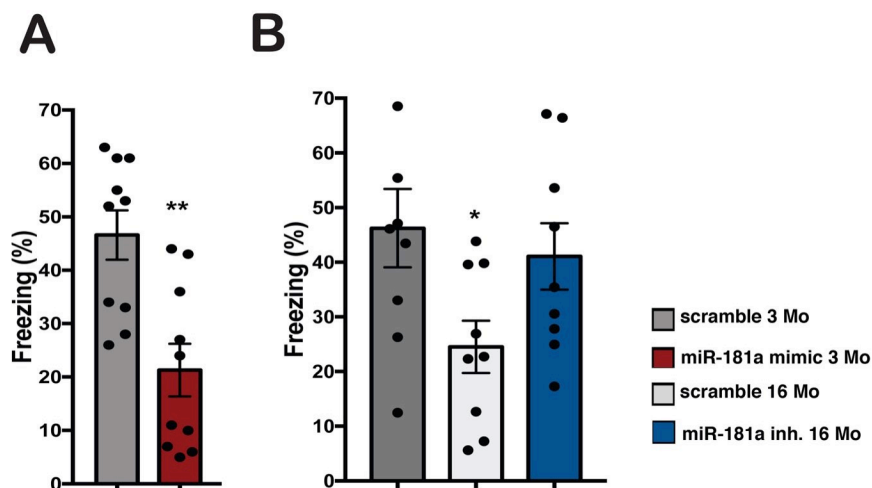 A
B
70
60
50
40
30
20
10
0
Freezing (%)
**
70
60
50
40
30
20
10
0
Freezing (%)
*
scramble 3 Mo
miR-181a mimic 3 Mo
scramble 16 Mo
miR-181a inh. 16 Mo